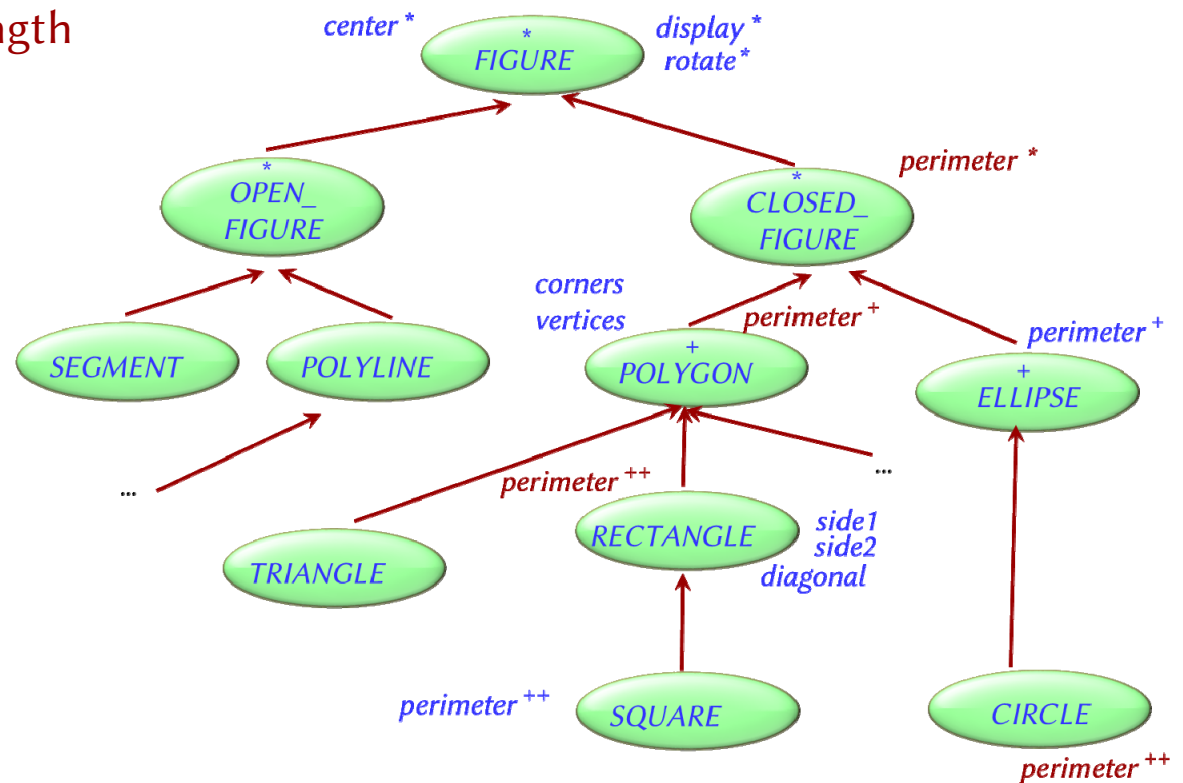 ngth
center *
display *
rotate *
*
FIGURE
*
OPEN_
FIGURE
perimeter *
*
CLOSED_
FIGURE
corners
vertices
perimeter +
perimeter +
SEGMENT
POLYLINE
+
POLYGON
+
ELLIPSE
...
perimeter ++
...
TRIANGLE
RECTANGLE
side1
side2
diagonal
perimeter ++
SQUARE
CIRCLE
perimeter ++